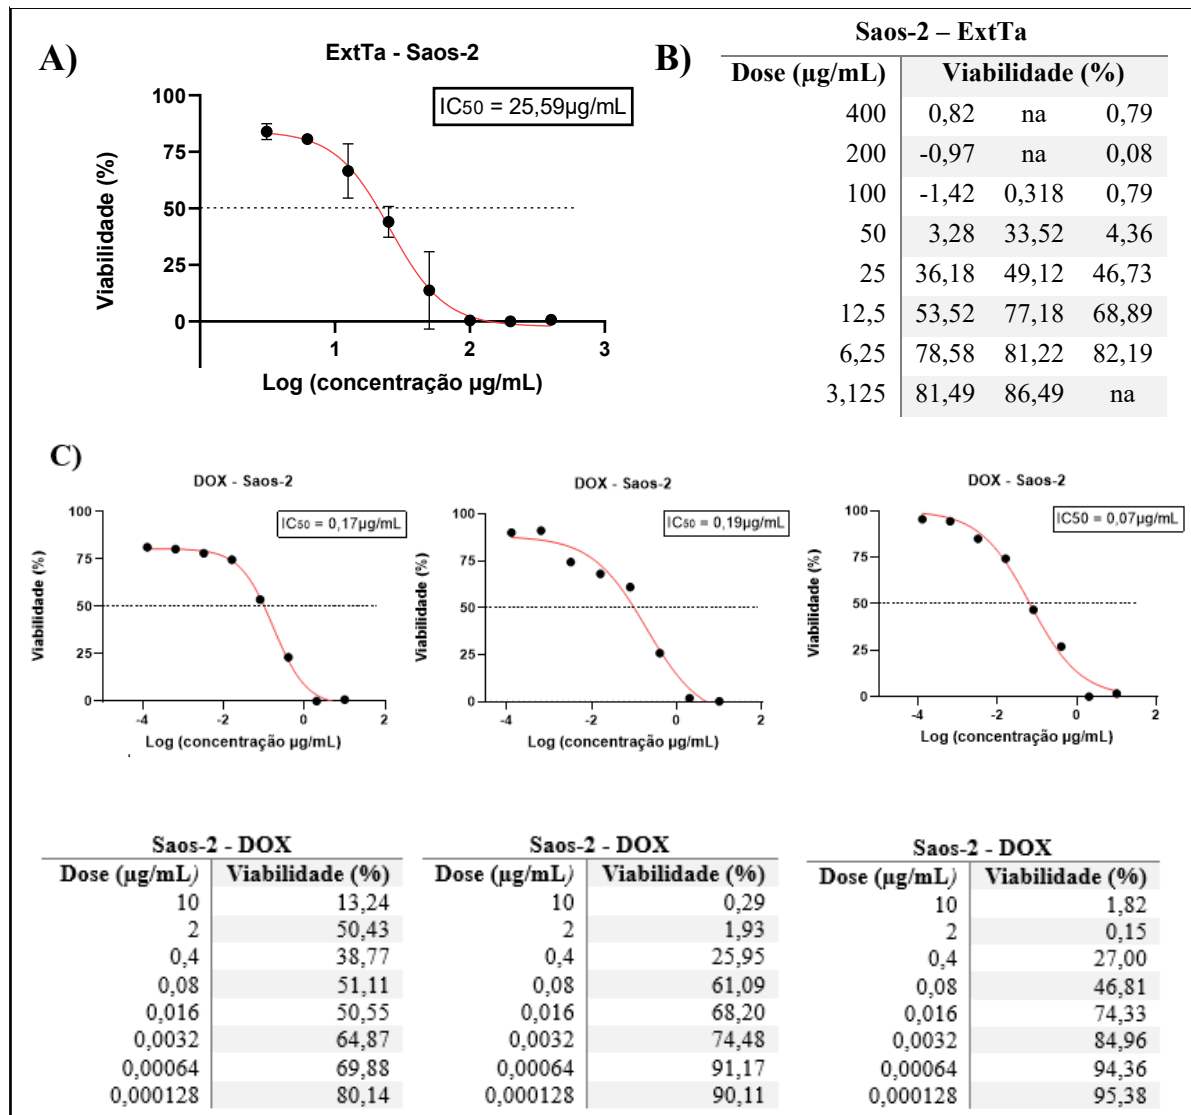 A)
ExtTa - Saos-2
IC50 = 25,59µg/mL
100
75
50
25
0
1 2 3
Viabilidade (%)
Log (concentração µg/mL)
B)
Saos-2 – ExtTa
Dose (µg/mL) Viabilidade (%)
400 0,82 na 0,79
200 -0,97 na 0,08
100 -1,42 0,318 0,79
50 3,28 33,52 4,36
25 36,18 49,12 46,73
12,5 53,52 77,18 68,89
6,25 78,58 81,22 82,19
3,125 81,49 86,49 na
C)
DOX - Saos-2
IC50 = 0,17µg/mL
100
75
50
25
0
-4 -2 0 2
Viabilidade (%)
Log (concentração µg/mL)
DOX - Saos-2
IC50 = 0,19µg/mL
100
75
50
25
0
-4 -2 0 2
Viabilidade (%)
Log (concentração µg/mL)
DOX - Saos-2
IC50 = 0,07µg/mL
100
75
50
25
0
-4 -2 0 2
Viabilidade (%)
Log (concentração µg/mL)
Saos-2 - DOX
Dose (µg/mL) Viabilidade (%)
10 13,24
2 50,43
0,4 38,77
0,08 51,11
0,016 50,55
0,0032 64,87
0,00064 69,88
0,000128 80,14
Saos-2 - DOX
Dose (µg/mL) Viabilidade (%)
10 0,29
2 1,93
0,4 25,95
0,08 61,09
0,016 68,20
0,0032 74,48
0,00064 91,17
0,000128 90,11
Saos-2 - DOX
Dose (µg/mL) Viabilidade (%)
10 1,82
2 0,15
0,4 27,00
0,08 46,81
0,016 74,33
0,0032 84,96
0,00064 94,36
0,000128 95,38